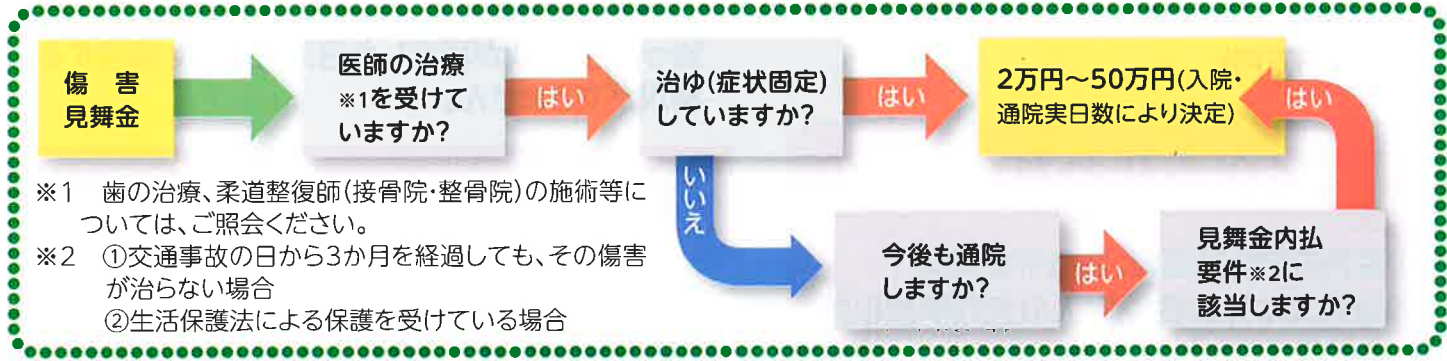 傷 害
見舞金
医師の治療
※1を受けて
いますか?
はい
治ゆ(症状固定)
していますか?
はい
2万円～50万円(入院・
通院実日数により決定)
はい
いいえ
今後も通院
しますか?
はい
見舞金内払
要件※2に
該当しますか?
※1 歯の治療、柔道整復師(接骨院・整骨院)の施術等に
ついては、ご照会ください。
※2 ①交通事故の日から3か月を経過しても、その傷害
が治らない場合
②生活保護法による保護を受けている場合